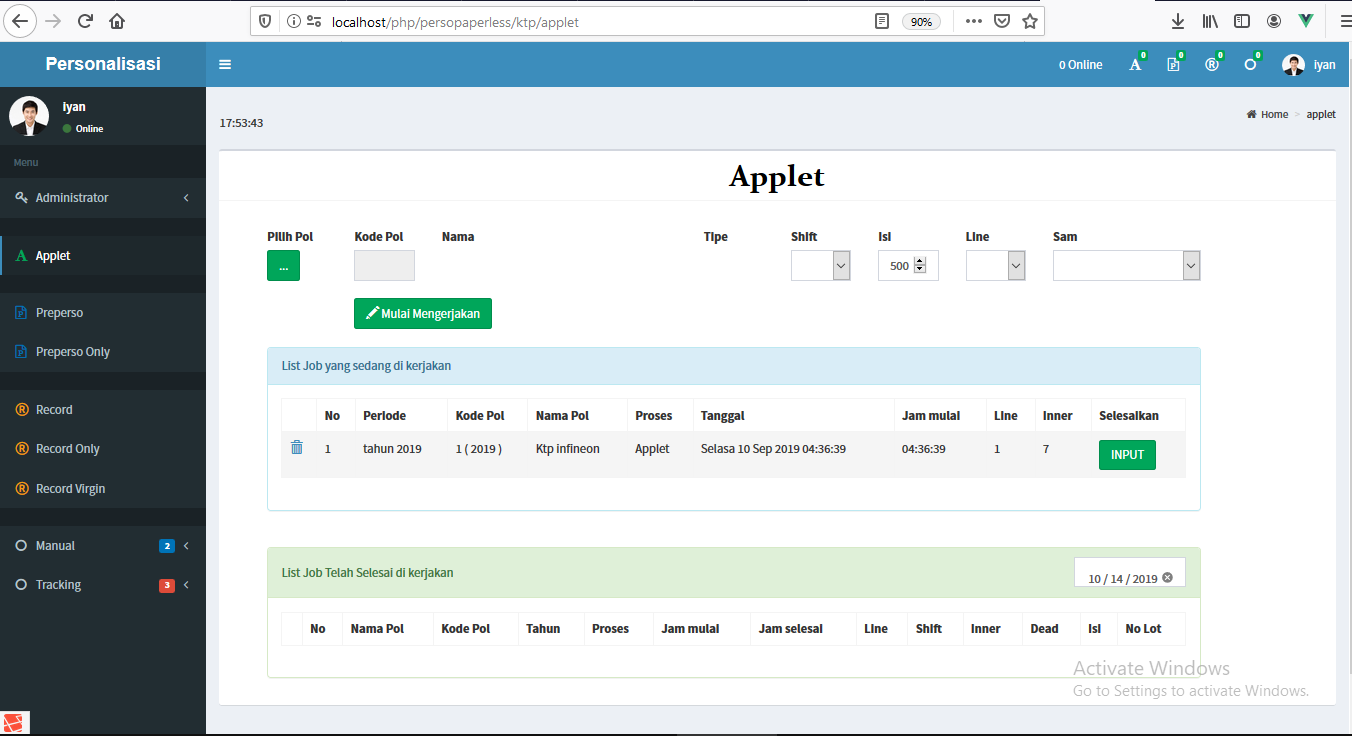 localhost/php/persopaperless/ktp/applet 90%
Personalisasi 0 Online 0 0 0 0 iyan
iyan
Online
Menu
Administrator
Applet
Preperso
Preperso Only
Record
Record Only
Record Virgin
Manual 2
Tracking 3
17:53:43 Home > applet
Applet
Pilih Pol Kode Pol Nama Tipe Shift Isi Line Sam
... 500
Mulai Mengerjakan
List Job yang sedang di kerjakan
No Periode Kode Pol Nama Pol Proses Tanggal Jam mulai Line Inner Selesaikan
1 tahun 2019 1 ( 2019 ) Ktp infineon Applet Selasa 10 Sep 2019 04:36:39 04:36:39 1 7 INPUT
List Job Telah Selesai di kerjakan 10 / 14 / 2019
No Nama Pol Kode Pol Tahun Proses Jam mulai Jam selesai Line Shift Inner Dead Isi No Lot
Activate Windows
Go to Settings to activate Windows.